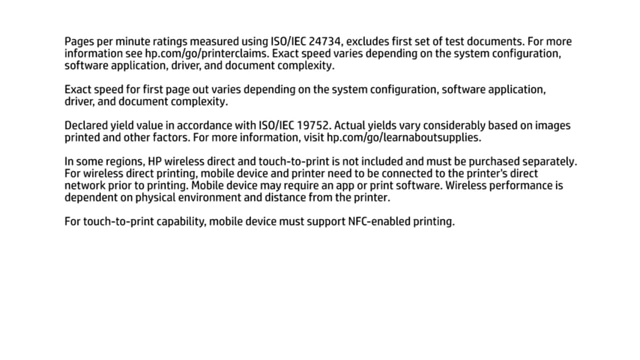 Pages per minute ratings measured using ISO/IEC 24734, excludes first set of test documents. For more
information see hp.com/go/printerclaims. Exact speed varies depending on the system configuration,
software application, driver, and document complexity.
Exact speed for first page out varies depending on the system configuration, software application,
driver, and document complexity.
Declared yield value in accordance with ISO/IEC 19752. Actual yields vary considerably based on images
printed and other factors. For more information, visit hp.com/go/learnaboutsupplies.
In some regions, HP wireless direct and touch-to-print is not included and must be purchased separately.
For wireless direct printing, mobile device and printer need to be connected to the printer's direct
network prior to printing. Mobile device may require an app or print software. Wireless performance is
dependent on physical environment and distance from the printer.
For touch-to-print capability, mobile device must support NFC-enabled printing.